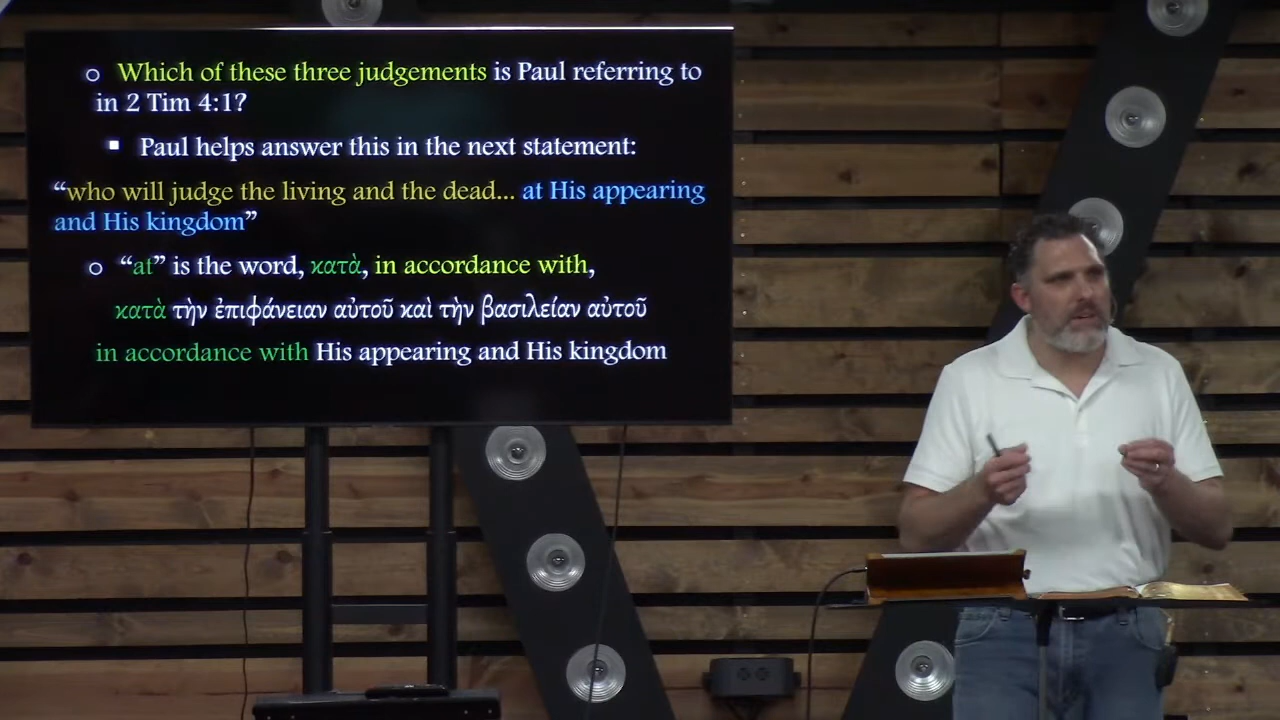 o Which of these three judgements is Paul referring to
in 2 Tim 4:1?
▪ Paul helps answer this in the next statement:
“who will judge the living and the dead... at His appearing
and His kingdom”
o “at” is the word, κατὰ, in accordance with,
κατὰ τὴν ἐπιφάνειαν αὐτοῦ καὶ τὴν βασιλείαν αὐτοῦ
in accordance with His appearing and His kingdom